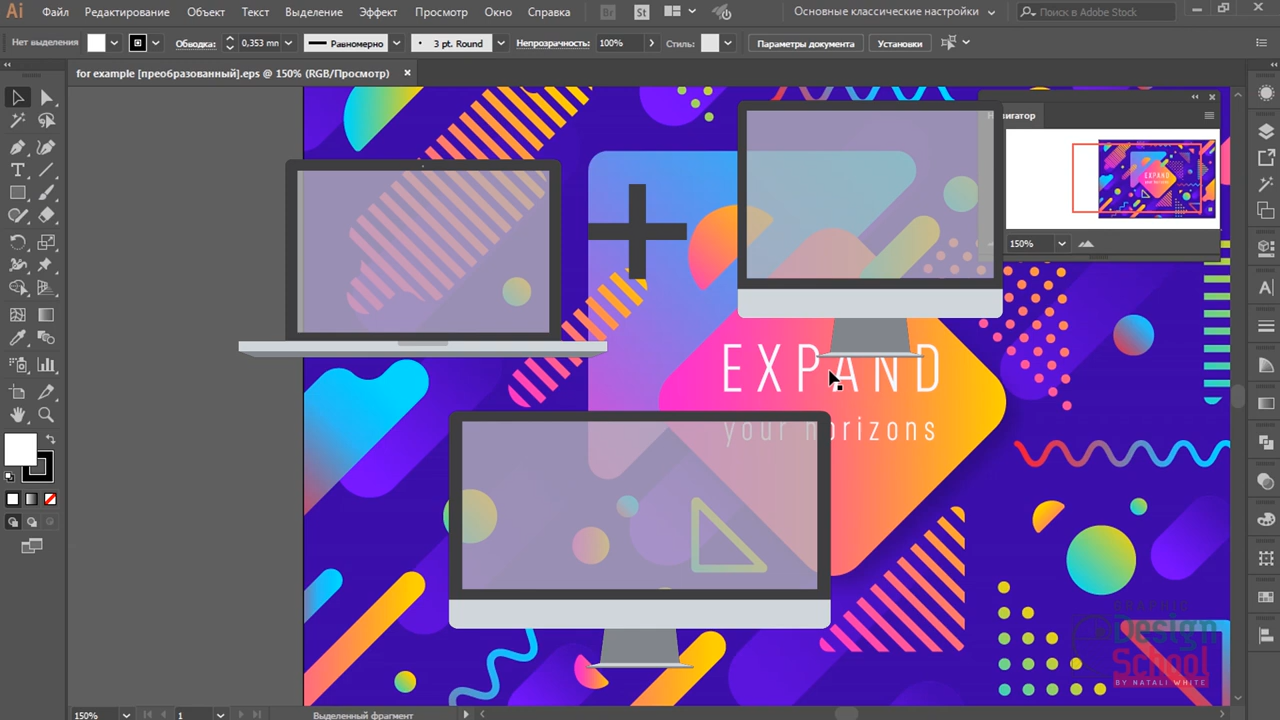 Ai Файл Редактирование Объект Текст Выделение Эффект Просмотр Окно Справка Br St Основные классические настройки Поиск в Adobe Stock
Нет выделения Обводка: 0,353 mm Равномерно 3 pt. Round Непрозрачность: 100% Стиль: Параметры документа Установки
for example [преобразованный].eps @ 150% (RGB/Просмотр) ×
вигатор
EXPAND
150%
EXPAND
your horizons
GRAPHIC
Design
School
BY NATALI WHITE
150% 1 Выделенный фрагмент